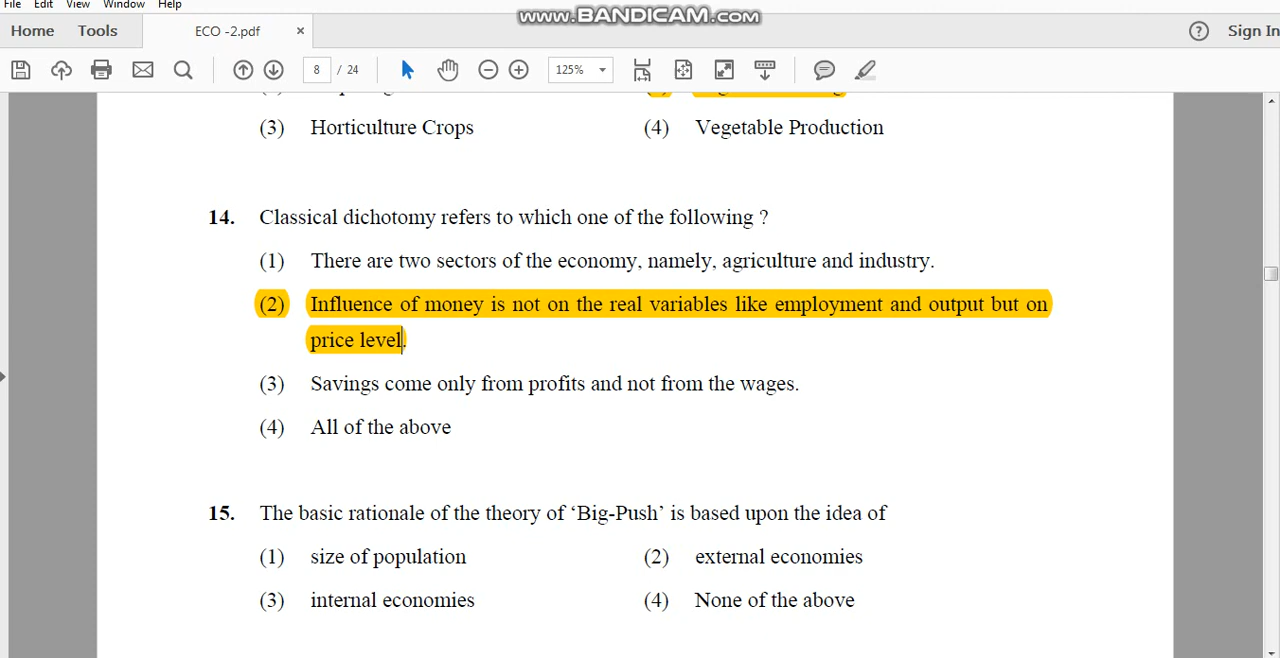 File Edit View Window Help
www.BANDICAM.com
Home Tools ECO -2.pdf × ? Sign In
8 / 24 125%
(3) Horticulture Crops (4) Vegetable Production
14. Classical dichotomy refers to which one of the following ?
(1) There are two sectors of the economy, namely, agriculture and industry.
(2) Influence of money is not on the real variables like employment and output but on
price level.
(3) Savings come only from profits and not from the wages.
(4) All of the above
15. The basic rationale of the theory of ‘Big-Push’ is based upon the idea of
(1) size of population (2) external economies
(3) internal economies (4) None of the above